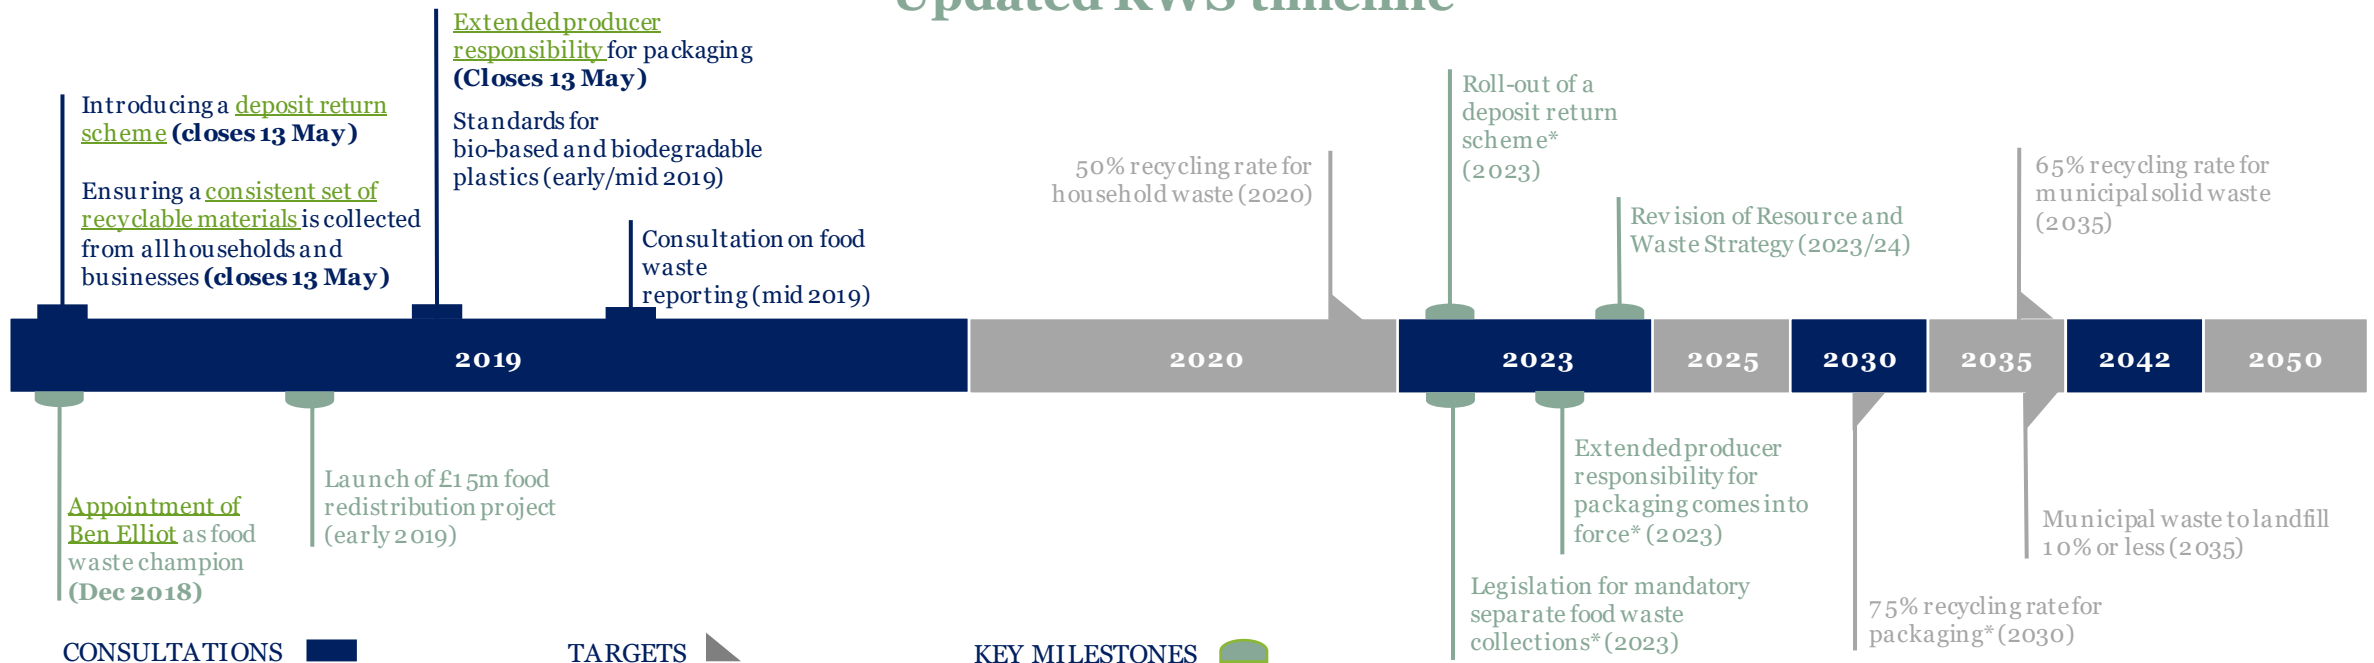 Updated RWS timeline
Extended producer
responsibility for packaging
(Closes 13 May)
Standards for
bio-based and biodegradable
plastics (early/mid 2019)
Introducing a deposit return
scheme (closes 13 May)
Ensuring a consistent set of
recyclable materials is collected
from all households and
businesses (closes 13 May)
Consultation on food
waste
reporting (mid 2019)
50% recycling rate for
household waste (2020)
Roll-out of a
deposit return
scheme*
(2023)
Revision of Resource and
Waste Strategy (2023/24)
65% recycling rate for
municipal solid waste
(2035)
2019
2020
2023
2025
2030
2035
2042
2050
Appointment of
Ben Elliot as food
waste champion
(Dec 2018)
Launch of £15m food
redistribution project
(early 2019)
Extended producer
responsibility for
packaging comes into
force* (2023)
Legislation for mandatory
separate food waste
collections* (2023)
Municipal waste to landfill
10% or less (2035)
75% recycling rate for
packaging* (2030)
CONSULTATIONS
TARGETS
KEY MILESTONES